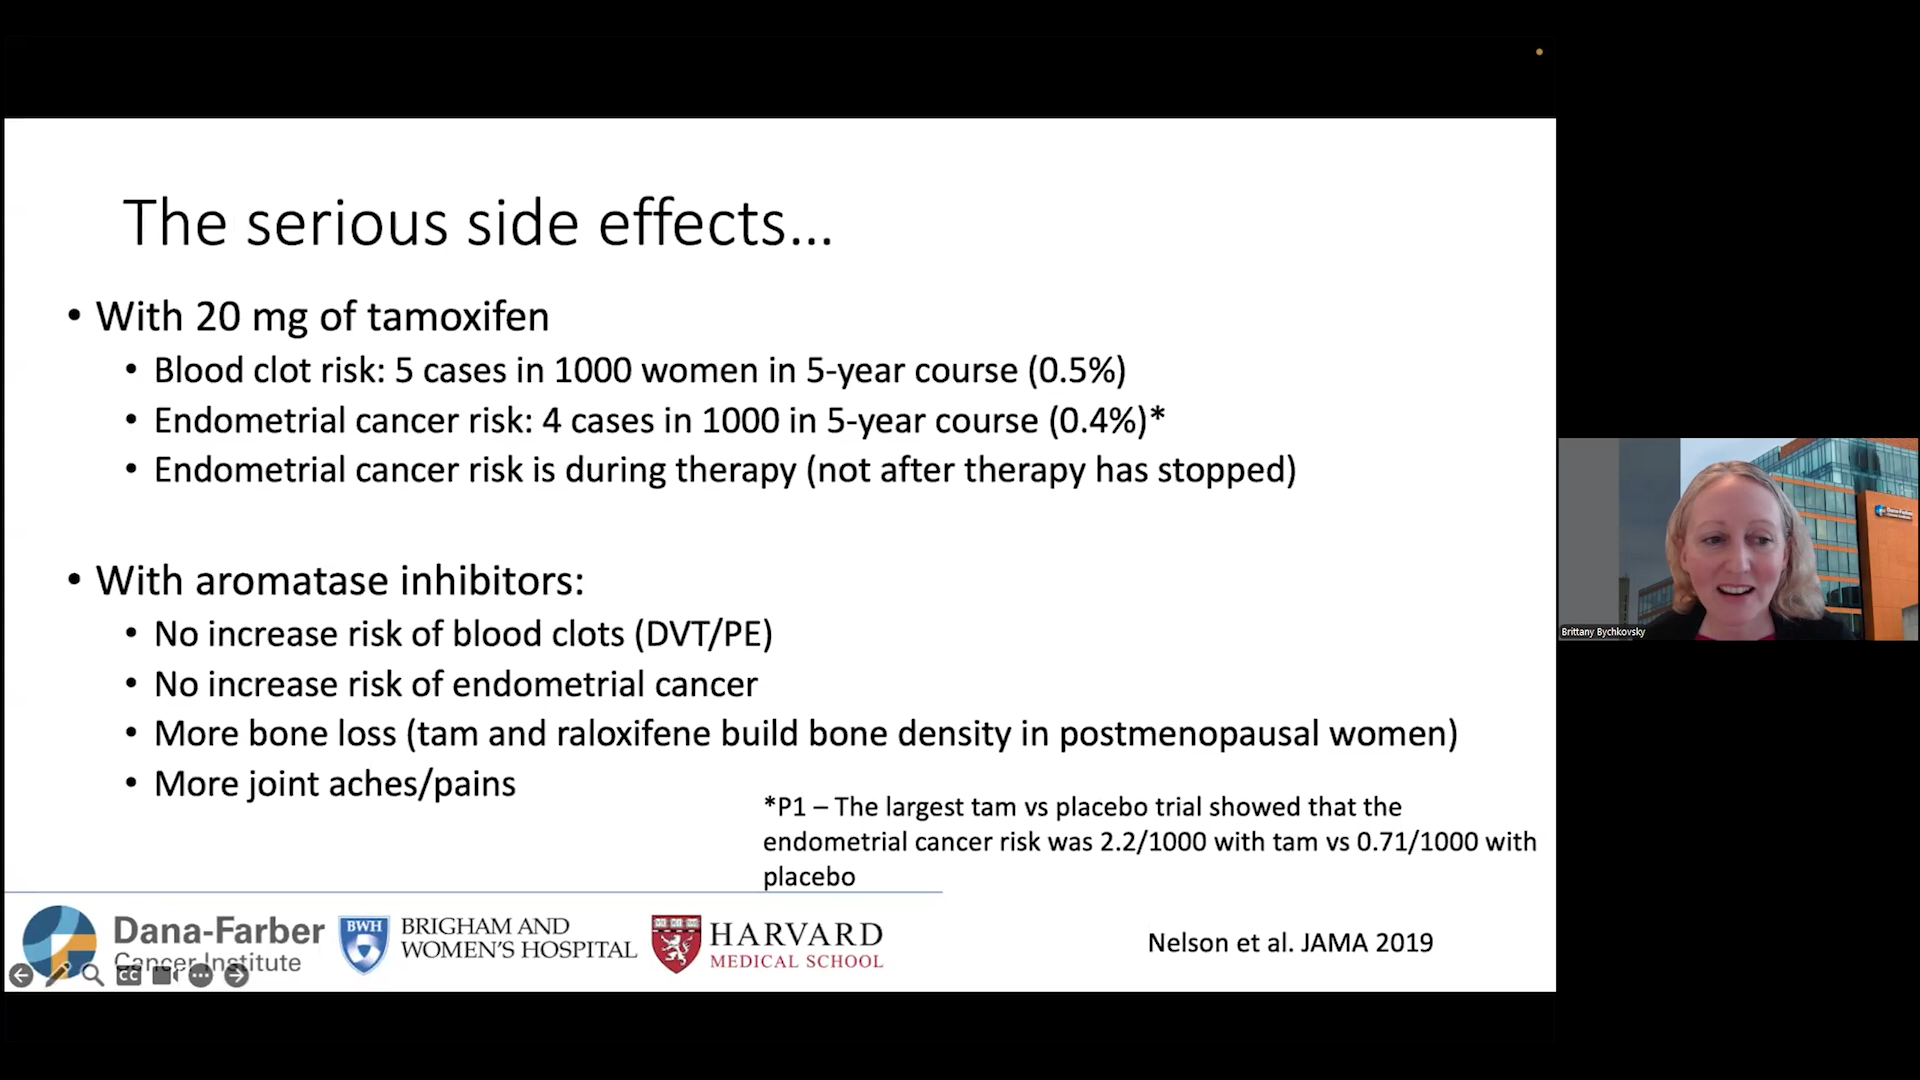 The serious side effects...
• With 20 mg of tamoxifen
• Blood clot risk: 5 cases in 1000 women in 5-year course (0.5%)
• Endometrial cancer risk: 4 cases in 1000 in 5-year course (0.4%)*
• Endometrial cancer risk is during therapy (not after therapy has stopped)
• With aromatase inhibitors:
• No increase risk of blood clots (DVT/PE)
• No increase risk of endometrial cancer
• More bone loss (tam and raloxifene build bone density in postmenopausal women)
• More joint aches/pains
*P1 – The largest tam vs placebo trial showed that the
endometrial cancer risk was 2.2/1000 with tam vs 0.71/1000 with
placebo
Dana-Farber
Cancer Institute
BWH
BRIGHAM AND
WOMEN'S HOSPITAL
HARVARD
MEDICAL SCHOOL
Nelson et al. JAMA 2019
CC
Dana-Farber
Brittany Bychkovsky